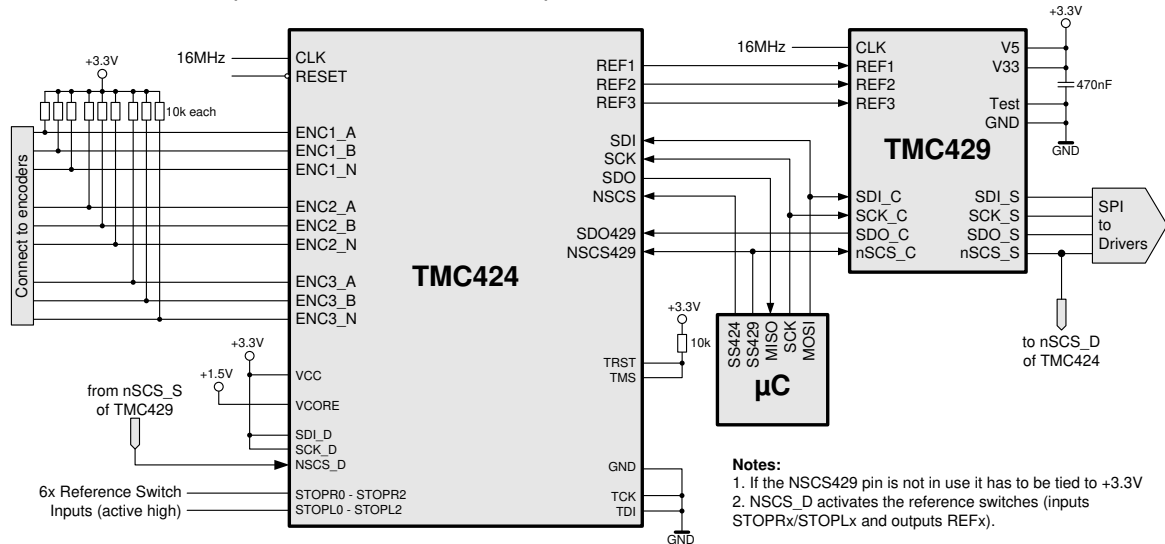 16MHz
CLK
RESET
+3.3V
10k each
Connect to encoders
ENC1_A
ENC1_B
ENC1_N
ENC2_A
ENC2_B
ENC2_N
ENC3_A
ENC3_B
ENC3_N
+3.3V
+1.5V
VCC
VCORE
from nSCS_S
of TMC429
SDI_D
SCK_D
NSCS_D
6x Reference Switch
Inputs (active high)
STOPR0 - STOPR2
STOPL0 - STOPL2
TMC424
REF1
REF2
REF3
SDI
SCK
SDO
NSCS
SDO429
NSCS429
+3.3V
10k
TRST
TMS
GND
TCK
TDI
GND
SS424
SS429
MISO
SCK
MOSI
µC
16MHz
CLK
REF1
REF2
REF3
TMC429
SDI_C
SCK_C
SDO_C
nSCS_C
+3.3V
V5
V33
470nF
Test
GND
GND
SDI_S
SCK_S
SDO_S
nSCS_S
SPI
to
Drivers
to nSCS_D
of TMC424
Notes:
1. If the NSCS429 pin is not in use it has to be tied to +3.3V
2. NSCS_D activates the reference switches (inputs
STOPRx/STOPLx and outputs REFx).